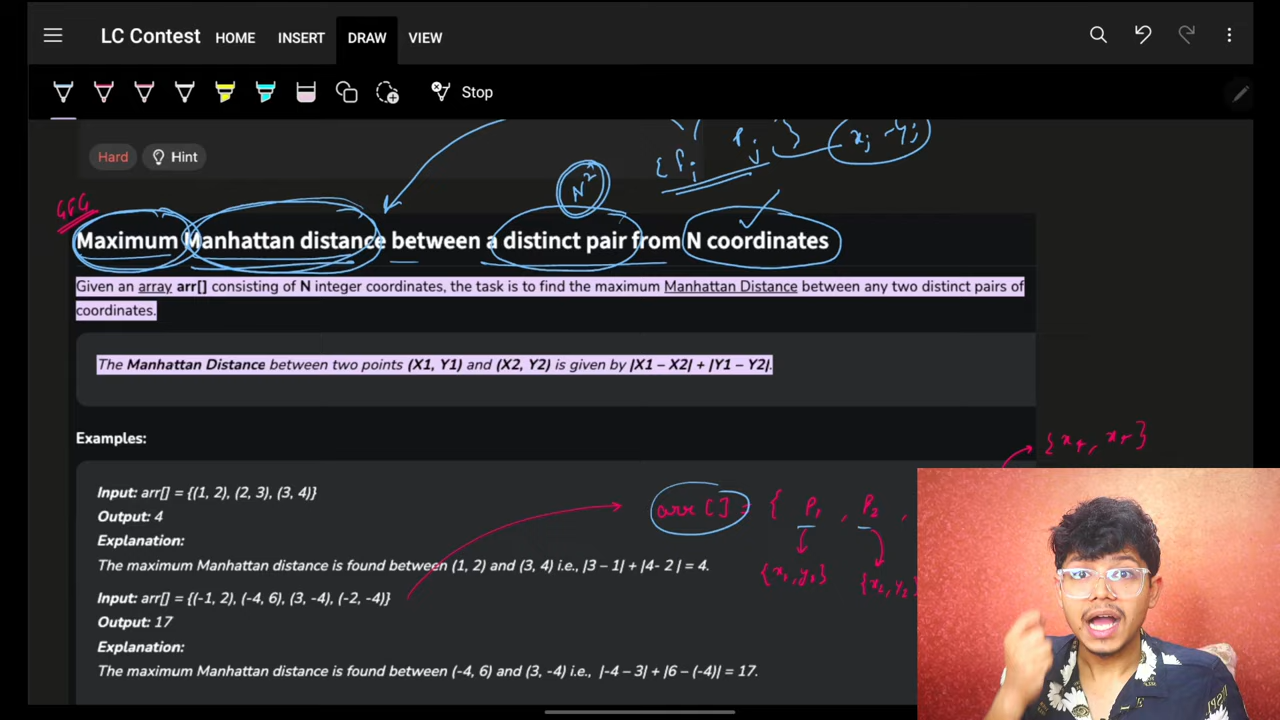 LC Contest HOME INSERT DRAW VIEW
Stop
Hard Hint
{Pi Pj } xj - yj
N²
GFG
Maximum Manhattan distance between a distinct pair from N coordinates
Given an array arr[] consisting of N integer coordinates, the task is to find the maximum Manhattan Distance between any two distinct pairs of
coordinates.
The Manhattan Distance between two points (X1, Y1) and (X2, Y2) is given by |X1 – X2| + |Y1 – Y2|.
Examples:
Input: arr[] = {(1, 2), (2, 3), (3, 4)}
Output: 4
Explanation:
The maximum Manhattan distance is found between (1, 2) and (3, 4) i.e., |3 – 1| + |4- 2 | = 4.
Input: arr[] = {(-1, 2), (-4, 6), (3, -4), (-2, -4)}
Output: 17
Explanation:
The maximum Manhattan distance is found between (-4, 6) and (3, -4) i.e., |-4 – 3| + |6 – (-4)| = 17.
arr[] = { P1 , P2 ,